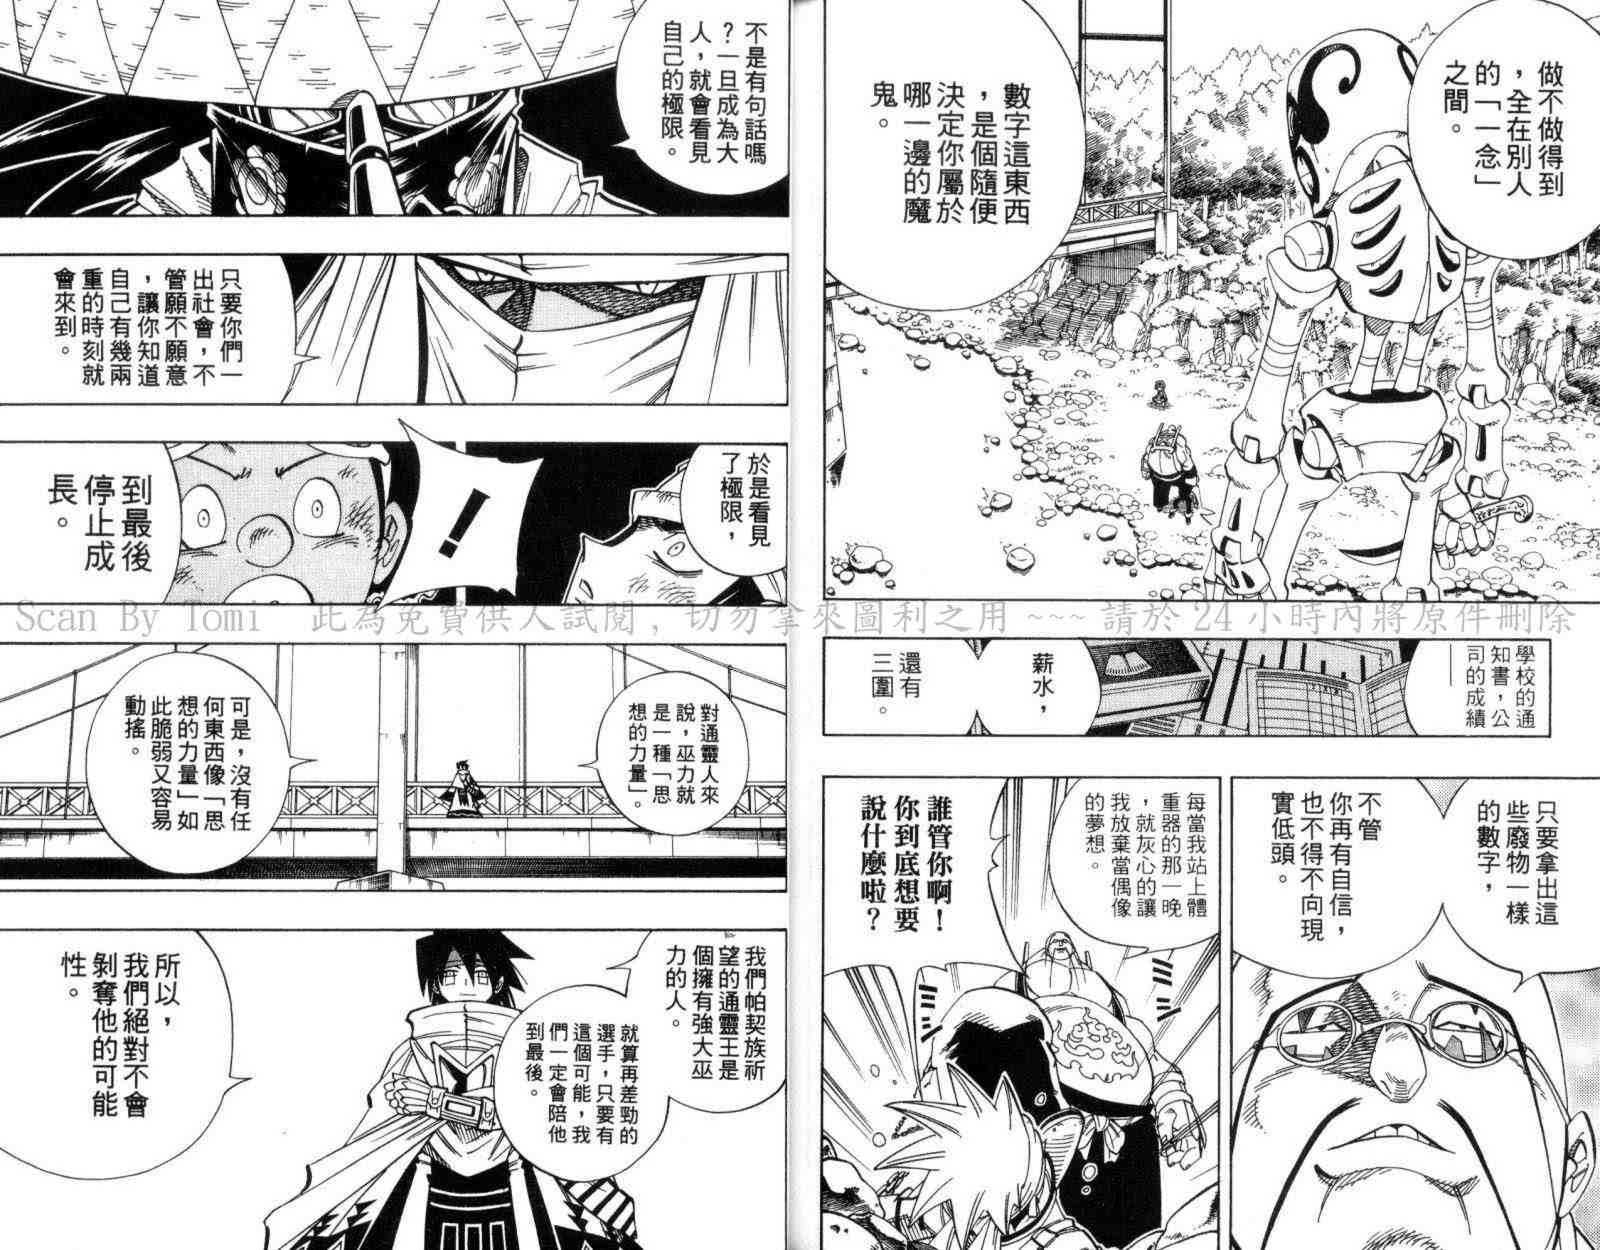 做不做得到
，全在別人
的「一念」
之間。
數字這東西
，是個隨便
決定你屬於
哪一邊的魔
鬼。
學校的通
知書，公
司的成績
——
薪水，
還有
三圍。
只要拿出這
些廢物一樣
的數字，
不管
你再有自信，
也不得不向現
實低頭。
每當我站上體
重器的那一晚
，就灰心的讓
我放棄當偶像
的夢想。
誰管你啊！
你到底想要
說什麼啦？
不是有句話嗎
？一旦成為大
人，就會看見
自己的極限。
只要你們一
出社會，不
管願不願意
，讓你知道
自己有幾兩
重的時刻就
會來到。
於是看見
了極限，
！
到最後
停止成
長。
Scan By Tomi 此為免費供人試閱，切勿拿來圖利之用 ~~~ 請於 24 小時內將原件刪除
對通靈人來
說，巫力就
是一種「思
想的力量」。
可是，沒有任
何東西像「思
想的力量」如
此脆弱又容易
動搖。
我們帕契族祈
望的通靈王是
個擁有強大巫
力的人。
就算再差勁的
選手，只要有
這個可能，我
們一定會陪他
到最後。
所以，
我們絕對不會
剝奪他的可能
性。